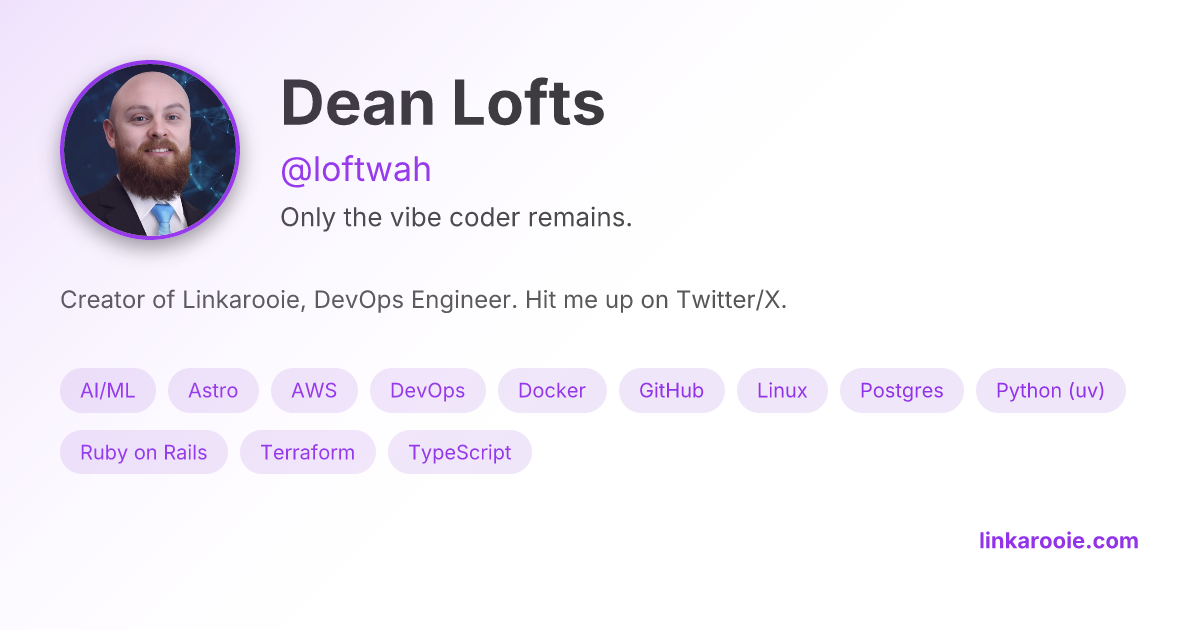 Dean Lofts
@loftwah
Only the vibe coder remains.
Creator of Linkarooie, DevOps Engineer. Hit me up on Twitter/X.
AI/ML Astro AWS DevOps Docker GitHub Linux Postgres Python (uv)
Ruby on Rails Terraform TypeScript
linkarooie.com